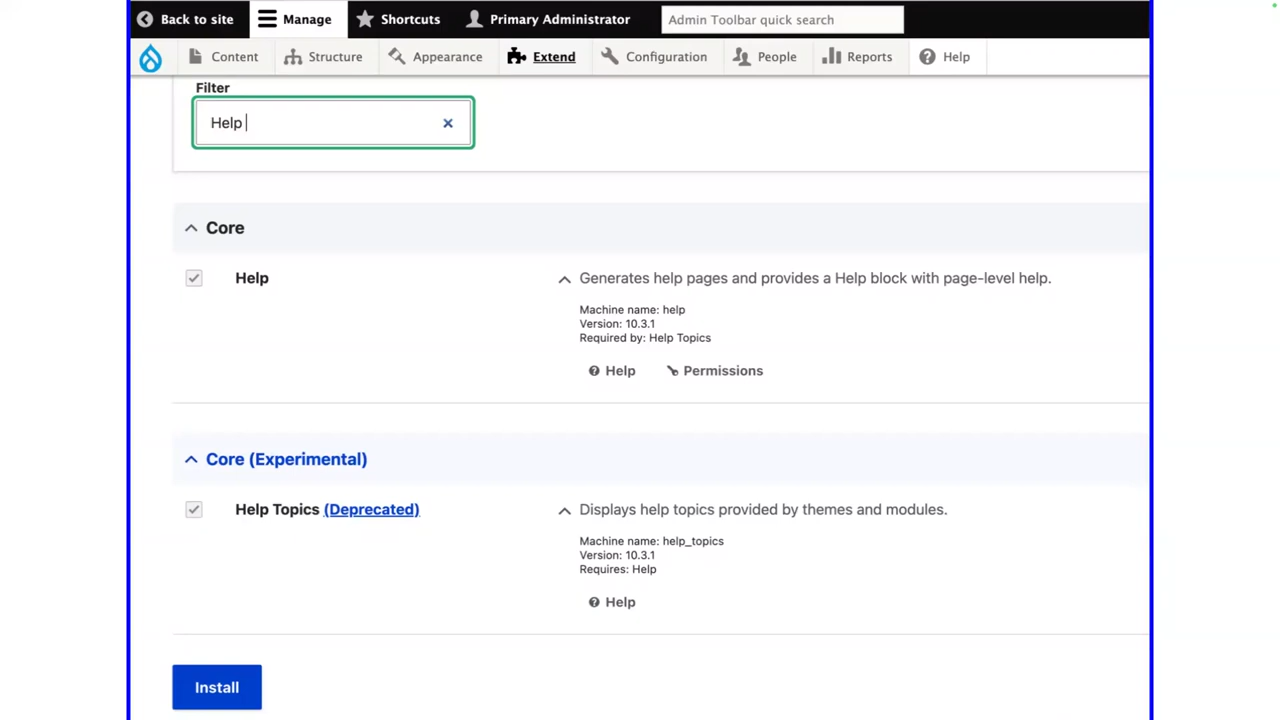 Back to site Manage Shortcuts Primary Administrator Admin Toolbar quick search
Content Structure Appearance Extend Configuration People Reports Help
Filter
Help
Core
Help Generates help pages and provides a Help block with page-level help.
Machine name: help
Version: 10.3.1
Required by: Help Topics
Help Permissions
Core (Experimental)
Help Topics (Deprecated) Displays help topics provided by themes and modules.
Machine name: help_topics
Version: 10.3.1
Requires: Help
Help
Install